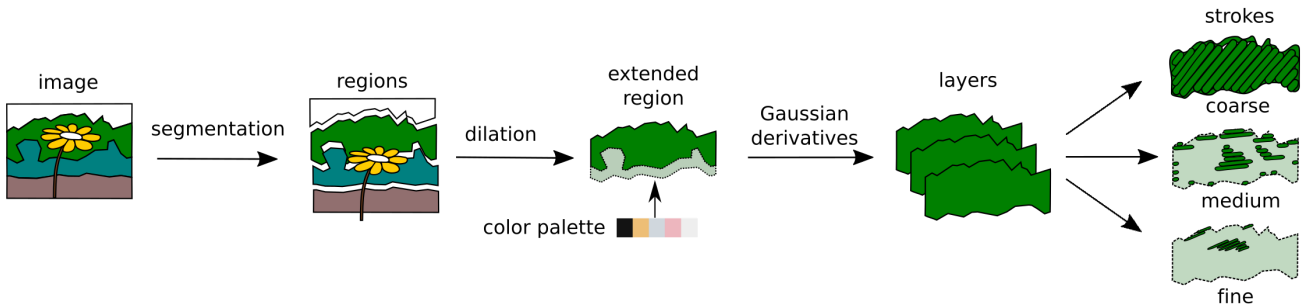 image
segmentation
regions
dilation
extended
region
color palette
Gaussian
derivatives
layers
strokes
coarse
medium
fine